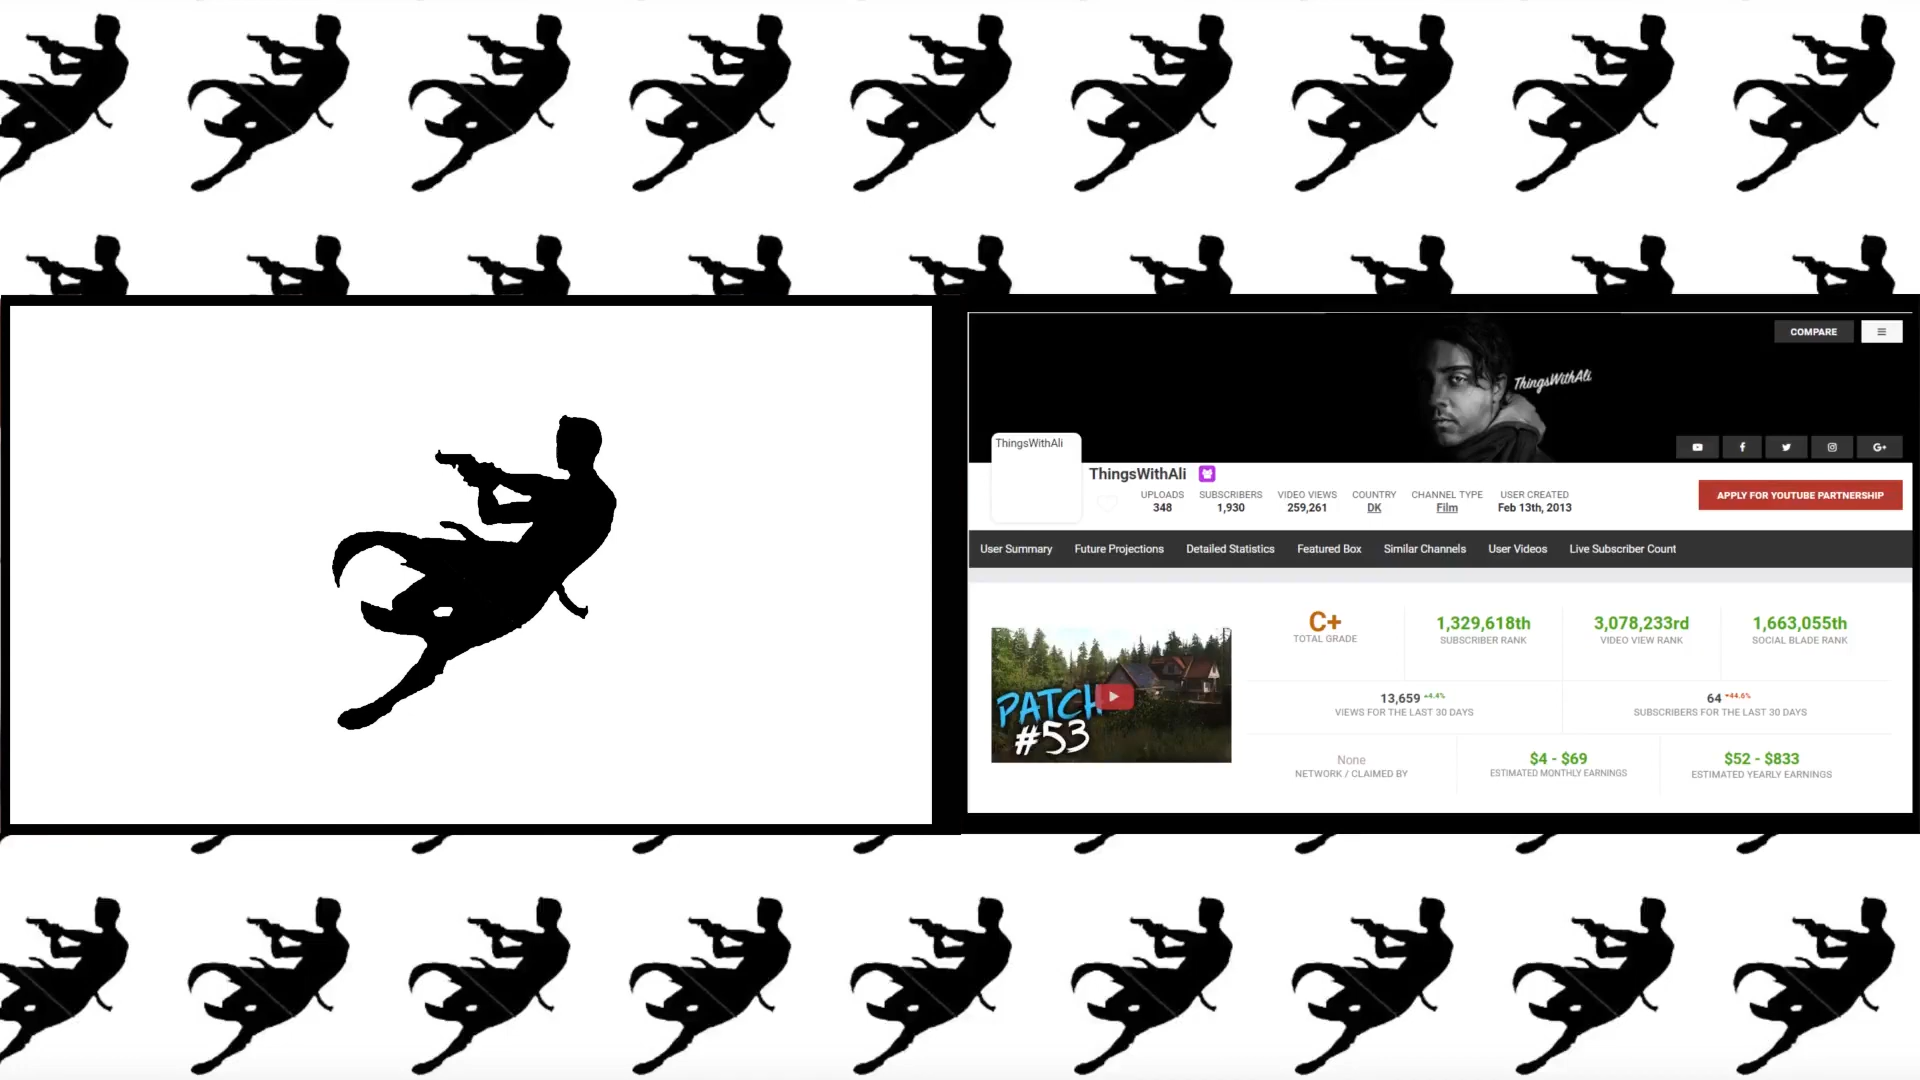 COMPARE
ThingsWithAli
ThingsWithAli
G+
ThingsWithAli
UPLOADS SUBSCRIBERS VIDEO VIEWS COUNTRY CHANNEL TYPE USER CREATED
348 1,930 259,261 DK Film Feb 13th, 2013
APPLY FOR YOUTUBE PARTNERSHIP
User Summary Future Projections Detailed Statistics Featured Box Similar Channels User Videos Live Subscriber Count
C+ 1,329,618th 3,078,233rd 1,663,055th
TOTAL GRADE SUBSCRIBER RANK VIDEO VIEW RANK SOCIAL BLADE RANK
PATCH
#53
13,659 +4.4% 64 -44.6%
VIEWS FOR THE LAST 30 DAYS SUBSCRIBERS FOR THE LAST 30 DAYS
None $4 - $69 $52 - $833
NETWORK / CLAIMED BY ESTIMATED MONTHLY EARNINGS ESTIMATED YEARLY EARNINGS